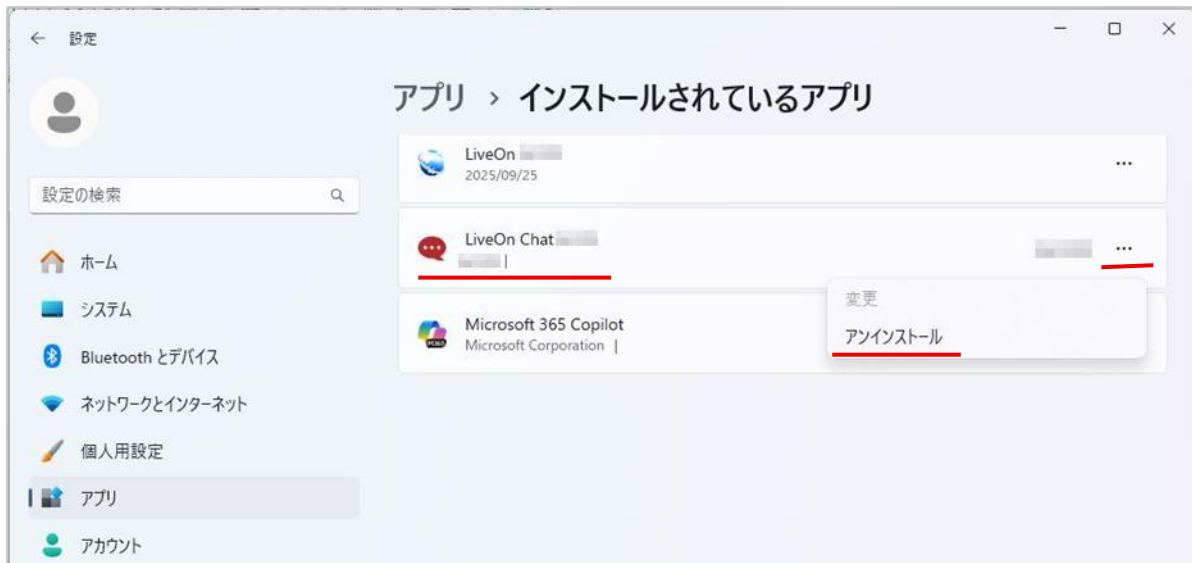 ← 設定
アプリ › インストールされているアプリ
LiveOn
2025/09/25
設定の検索
LiveOn Chat
|
ホーム
変更
システム
Microsoft 365 Copilot
アンインストール
Microsoft Corporation |
Bluetooth とデバイス
ネットワークとインターネット
個人用設定
アプリ
アカウント